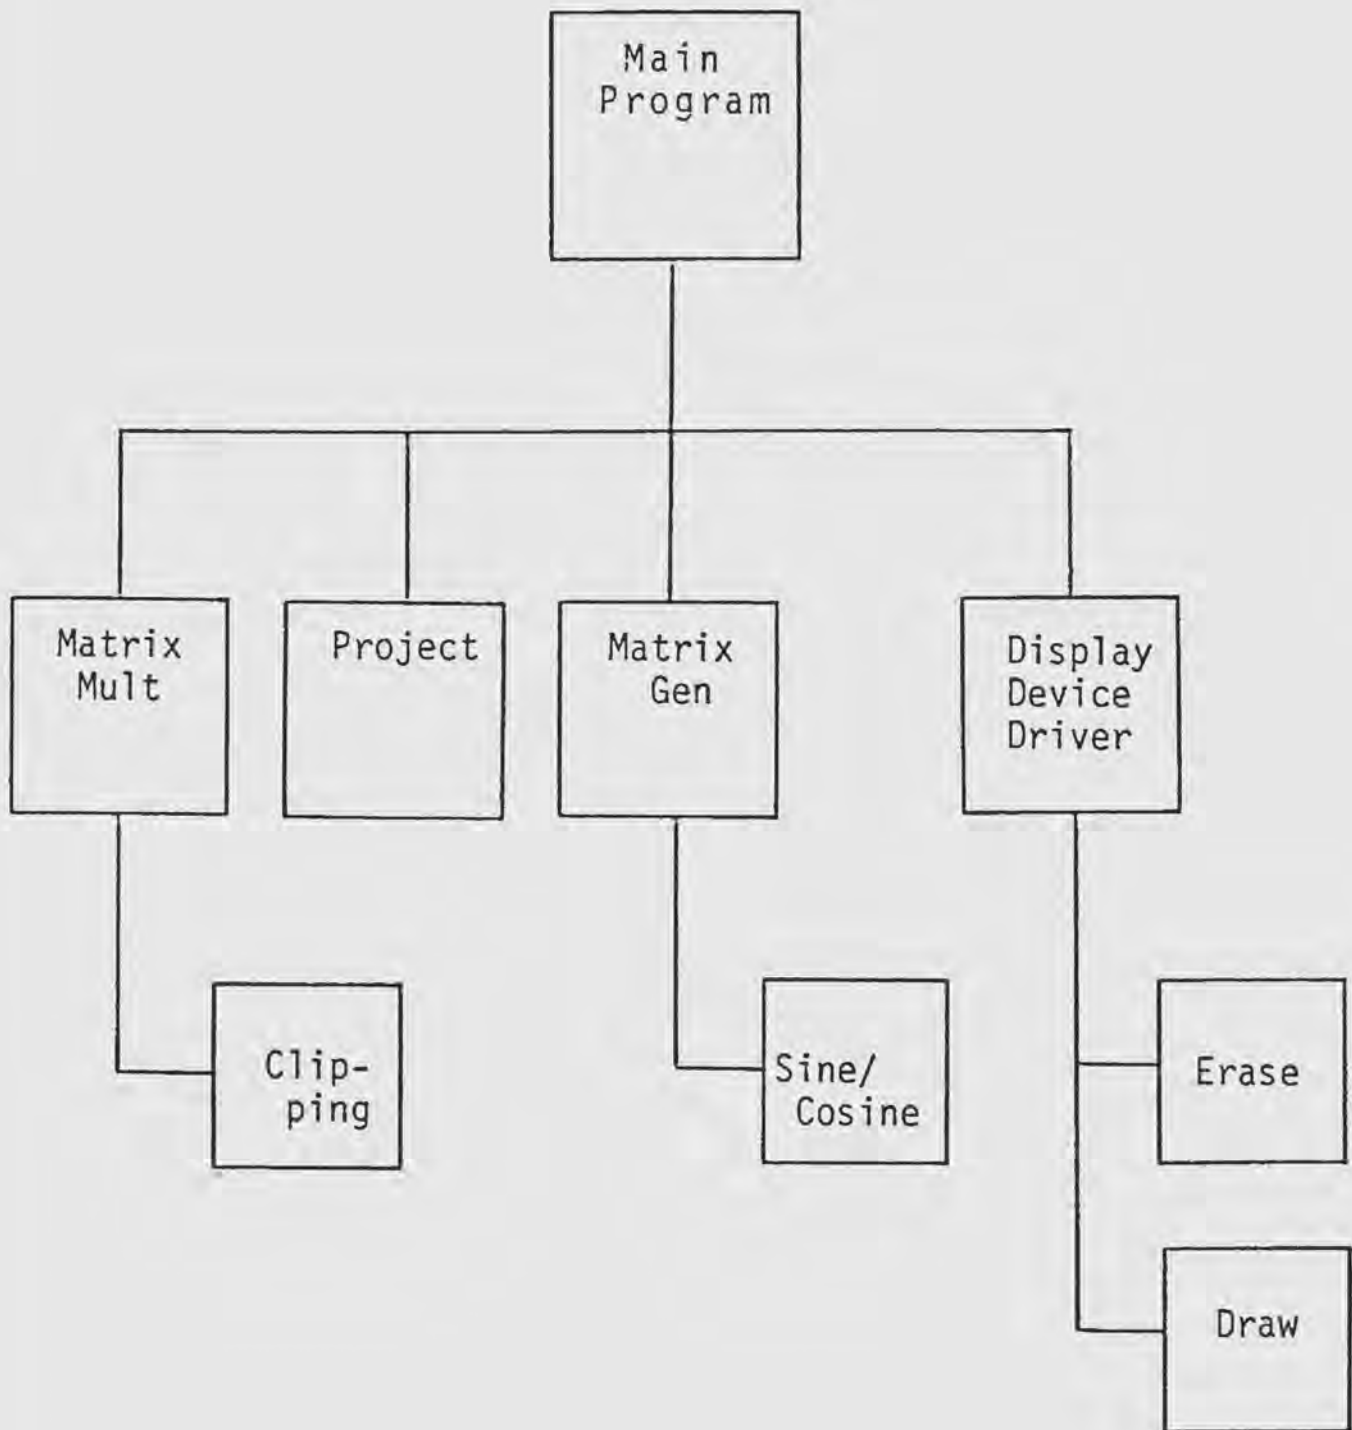 Main
Program
Matrix
Mult
Project
Matrix
Gen
Display
Device
Driver
Clip-
ping
Sine/
Cosine
Erase
Draw